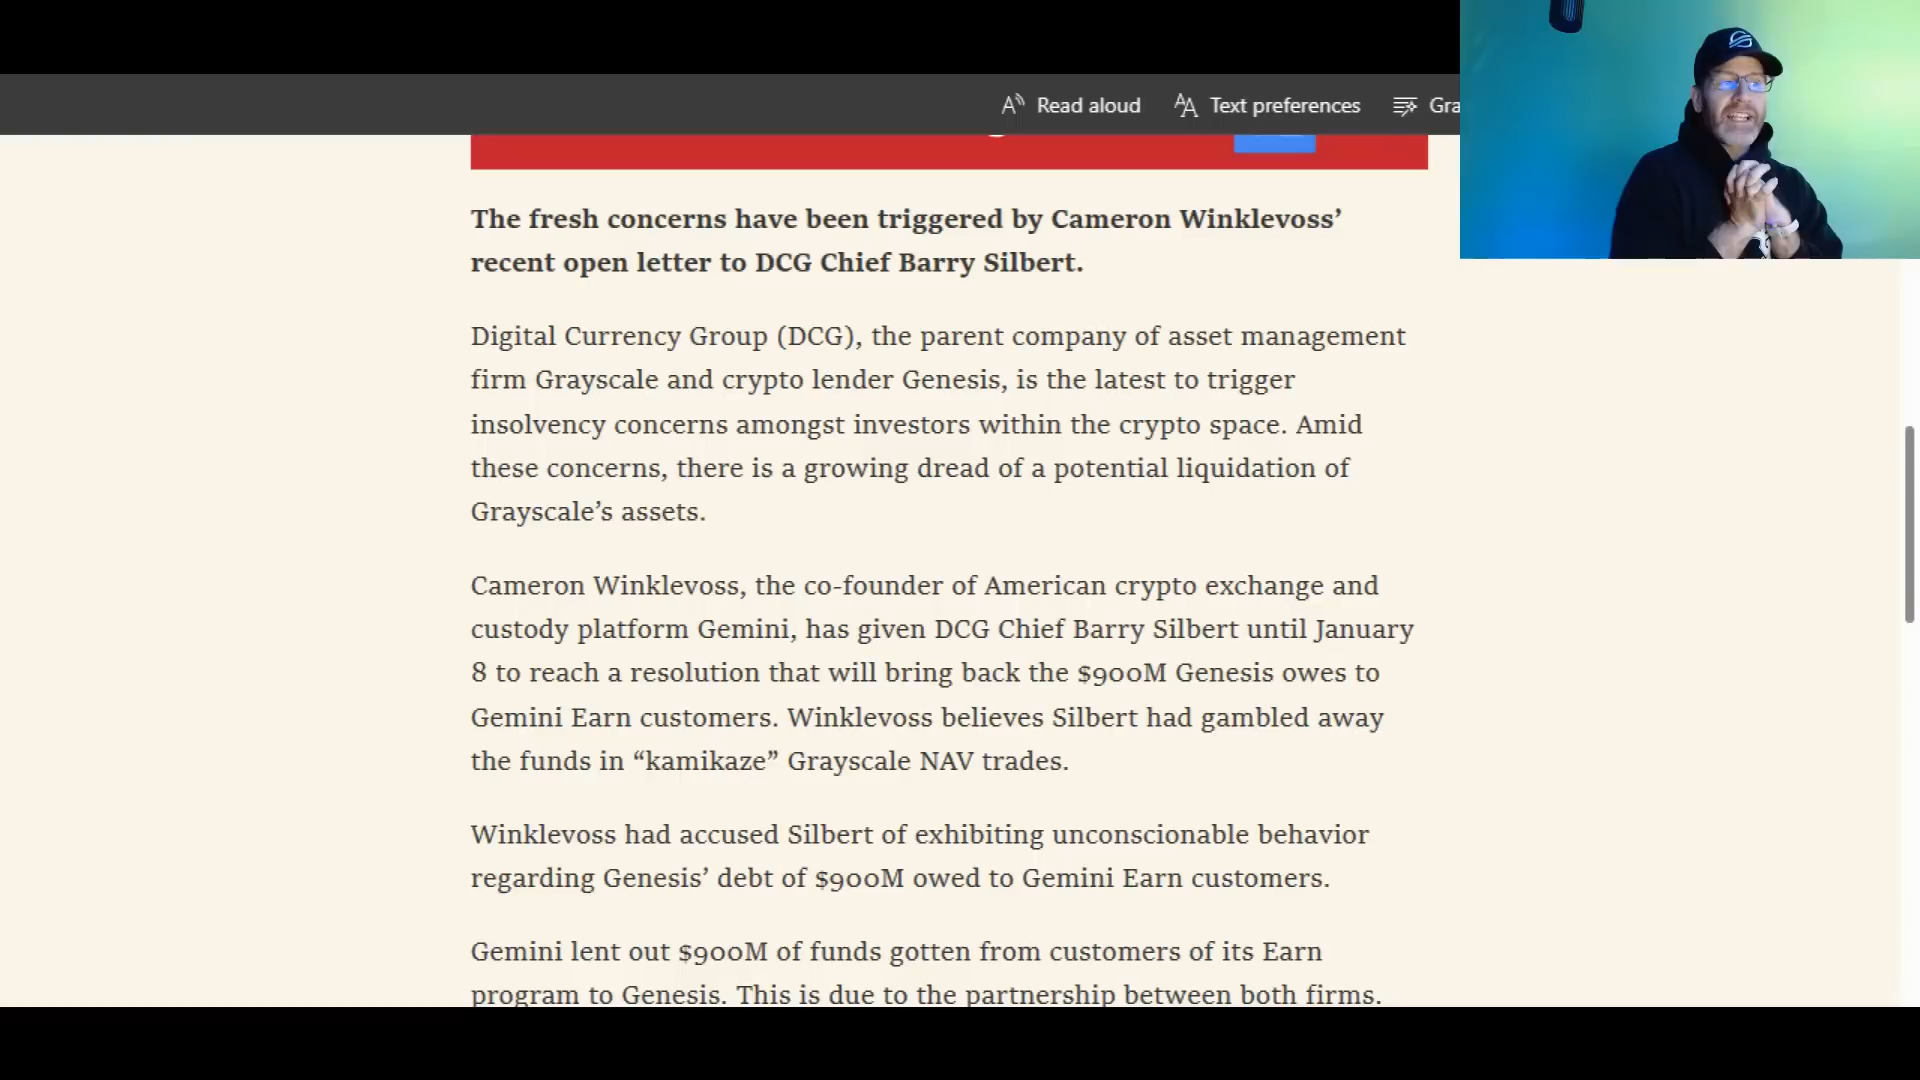 Read aloud Text preferences Gra
The fresh concerns have been triggered by Cameron Winklevoss’
recent open letter to DCG Chief Barry Silbert.
Digital Currency Group (DCG), the parent company of asset management
firm Grayscale and crypto lender Genesis, is the latest to trigger
insolvency concerns amongst investors within the crypto space. Amid
these concerns, there is a growing dread of a potential liquidation of
Grayscale’s assets.
Cameron Winklevoss, the co-founder of American crypto exchange and
custody platform Gemini, has given DCG Chief Barry Silbert until January
8 to reach a resolution that will bring back the $900M Genesis owes to
Gemini Earn customers. Winklevoss believes Silbert had gambled away
the funds in “kamikaze” Grayscale NAV trades.
Winklevoss had accused Silbert of exhibiting unconscionable behavior
regarding Genesis’ debt of $900M owed to Gemini Earn customers.
Gemini lent out $900M of funds gotten from customers of its Earn
program to Genesis. This is due to the partnership between both firms.